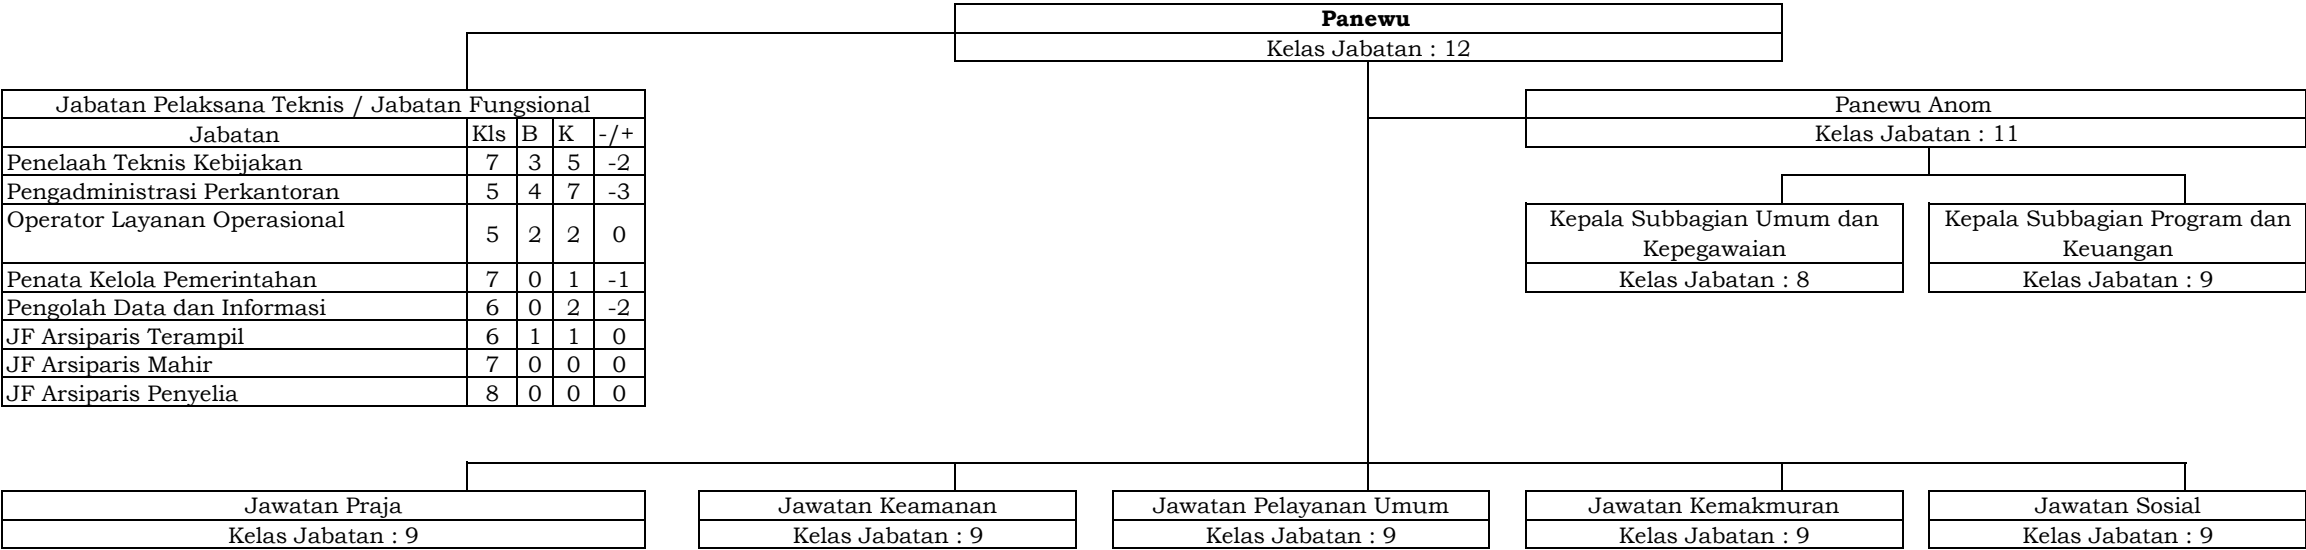 Panewu
Kelas Jabatan : 12
Jabatan Pelaksana Teknis / Jabatan Fungsional
Jabatan Kls B K -/+
Penelaah Teknis Kebijakan 7 3 5 -2
Pengadministrasi Perkantoran 5 4 7 -3
Operator Layanan Operasional 5 2 2 0
Penata Kelola Pemerintahan 7 0 1 -1
Pengolah Data dan Informasi 6 0 2 -2
JF Arsiparis Terampil 6 1 1 0
JF Arsiparis Mahir 7 0 0 0
JF Arsiparis Penyelia 8 0 0 0
Panewu Anom
Kelas Jabatan : 11
Kepala Subbagian Umum dan
Kepegawaian
Kelas Jabatan : 8
Kepala Subbagian Program dan
Keuangan
Kelas Jabatan : 9
Jawatan Praja
Kelas Jabatan : 9
Jawatan Keamanan
Kelas Jabatan : 9
Jawatan Pelayanan Umum
Kelas Jabatan : 9
Jawatan Kemakmuran
Kelas Jabatan : 9
Jawatan Sosial
Kelas Jabatan : 9